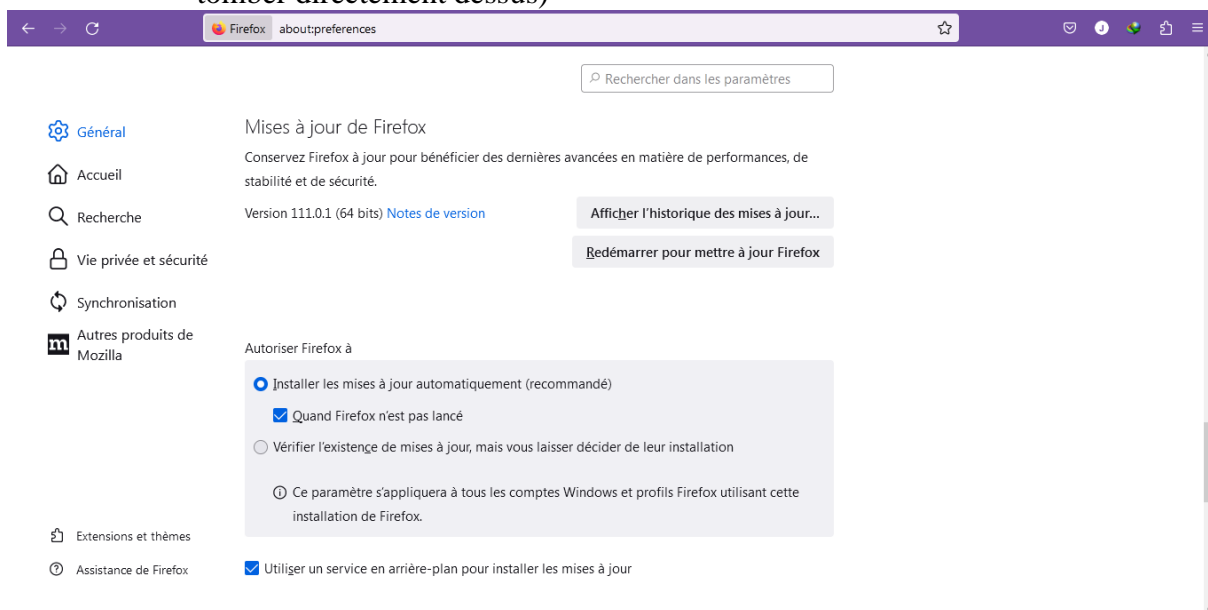 tomber directement dessus)
Firefox about:preferences
J
Rechercher dans les paramètres
Général
Accueil
Recherche
Vie privée et sécurité
Synchronisation
m Autres produits de
Mozilla
Mises à jour de Firefox
Conservez Firefox à jour pour bénéficier des dernières avancées en matière de performances, de
stabilité et de sécurité.
Version 111.0.1 (64 bits) Notes de version
Afficher l'historique des mises à jour...
Redémarrer pour mettre à jour Firefox
Autoriser Firefox à
Installer les mises à jour automatiquement (recommandé)
Quand Firefox n'est pas lancé
Vérifier l'existence de mises à jour, mais vous laisser décider de leur installation
Ce paramètre s'appliquera à tous les comptes Windows et profils Firefox utilisant cette
installation de Firefox.
Utiliser un service en arrière-plan pour installer les mises à jour
Extensions et thèmes
Assistance de Firefox